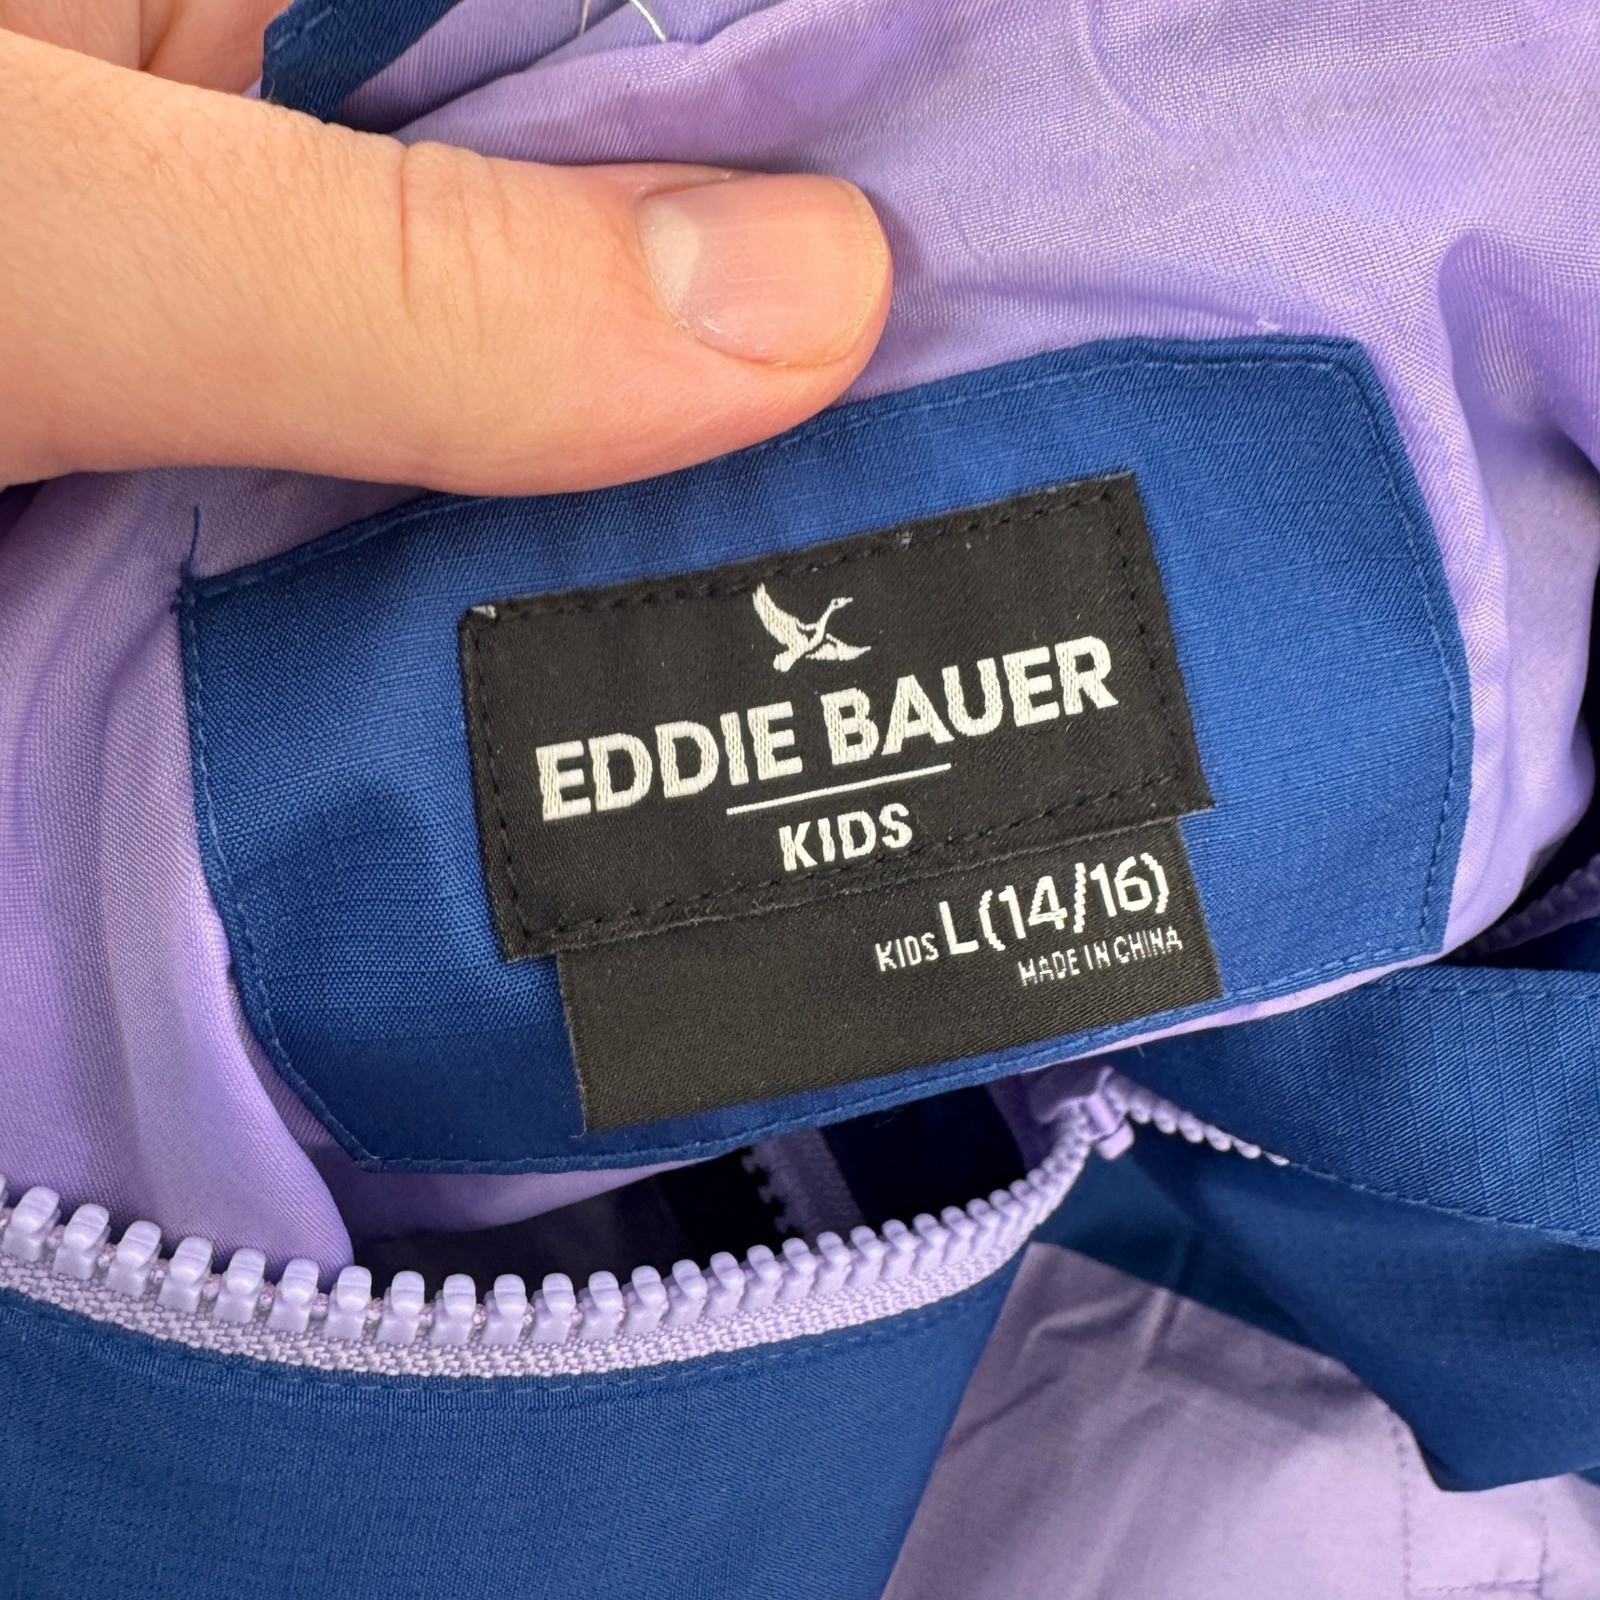 EDDIE BAUER
KIDS
KIDS L(14/16)
MADE IN CHINA